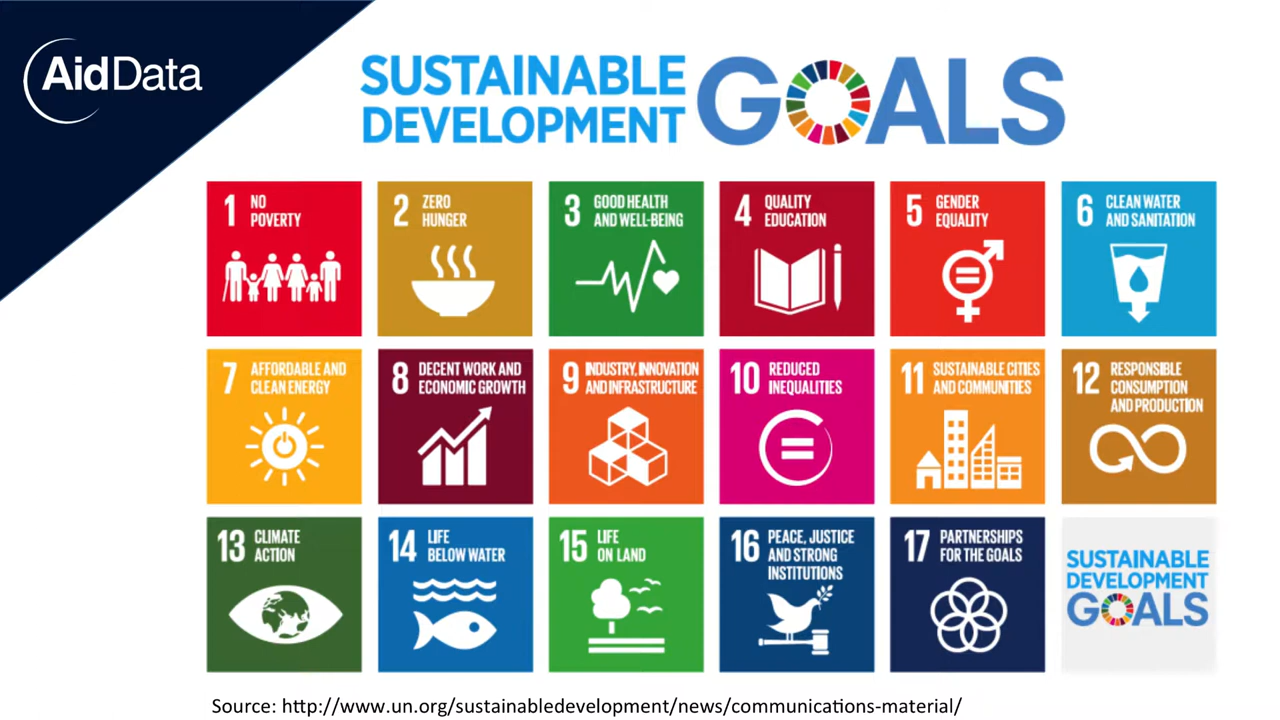 AidData
SUSTAINABLE
DEVELOPMENT
GOALS
1 NO
POVERTY
2 ZERO
HUNGER
3 GOOD HEALTH
AND WELL-BEING
4 QUALITY
EDUCATION
5 GENDER
EQUALITY
6 CLEAN WATER
AND SANITATION
7 AFFORDABLE AND
CLEAN ENERGY
8 DECENT WORK AND
ECONOMIC GROWTH
9 INDUSTRY, INNOVATION
AND INFRASTRUCTURE
10 REDUCED
INEQUALITIES
11 SUSTAINABLE CITIES
AND COMMUNITIES
12 RESPONSIBLE
CONSUMPTION
AND PRODUCTION
13 CLIMATE
ACTION
14 LIFE
BELOW WATER
15 LIFE
ON LAND
16 PEACE, JUSTICE
AND STRONG
INSTITUTIONS
17 PARTNERSHIPS
FOR THE GOALS
SUSTAINABLE
DEVELOPMENT
GOALS
Source: http://www.un.org/sustainabledevelopment/news/communications-material/